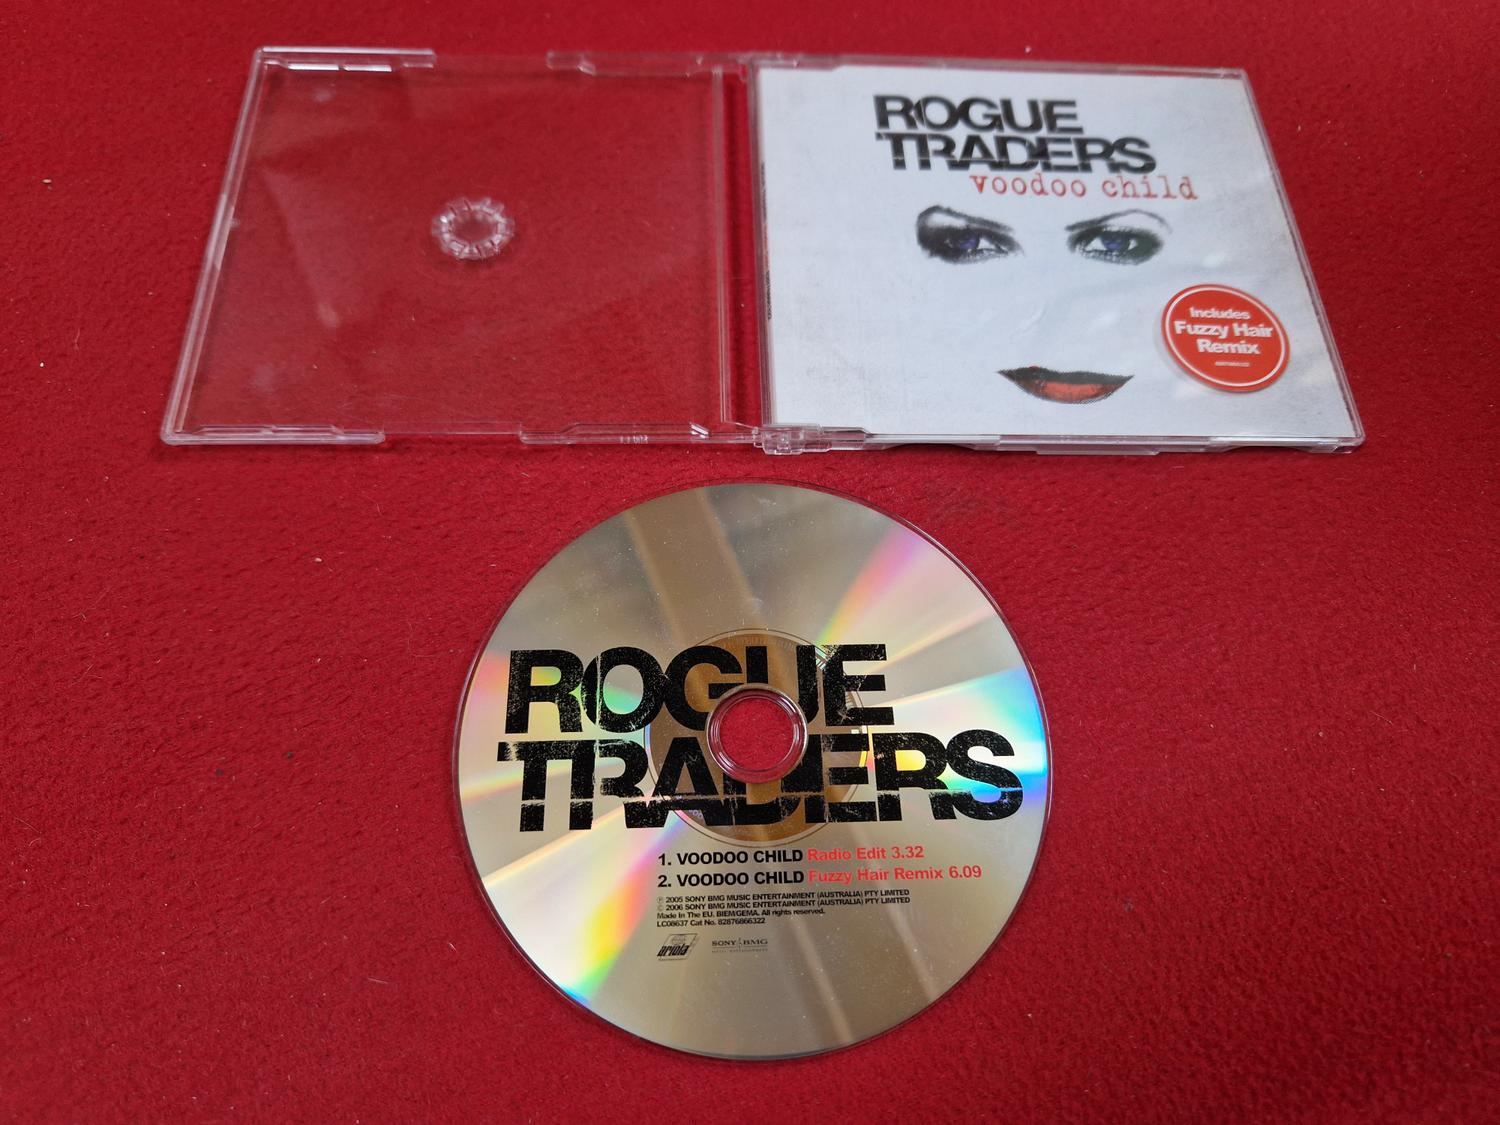 ROGUE
TRADERS
voodoo child
Includes
Fuzzy Hair
Remix
ROGUE
TRADERS
1. VOODOO CHILD Radio Edit 3.32
2. VOODOO CHILD Fuzzy Hair Remix 6.09
℗ 2005 SONY BMG MUSIC ENTERTAINMENT (AUSTRALIA) PTY LIMITED
© 2006 SONY BMG MUSIC ENTERTAINMENT (AUSTRALIA) PTY LIMITED
Made In The EU. BIEM/GEMA. All rights reserved.
LC08637 Cat No. 82876866322
ariola
SONY BMG